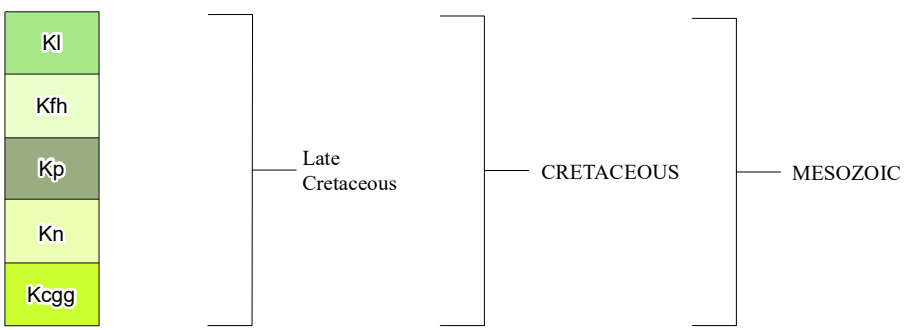 Kl
Kfh
Kp
Kn
Kcgg
Late
Cretaceous
CRETACEOUS
MESOZOIC